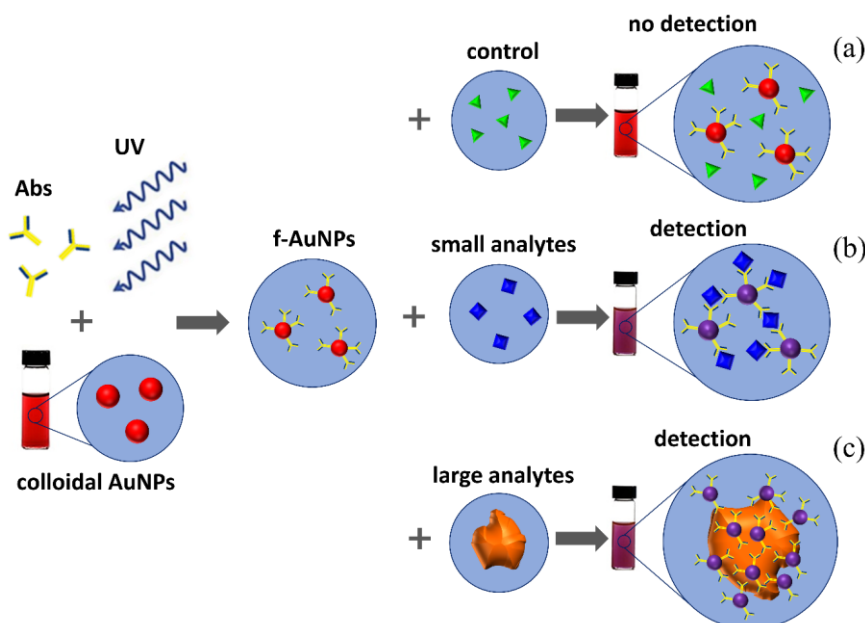 no detection
(a)
control
+
UV
Abs
f-AuNPs
small analytes
detection
(b)
+
+
colloidal AuNPs
large analytes
detection
(c)
+